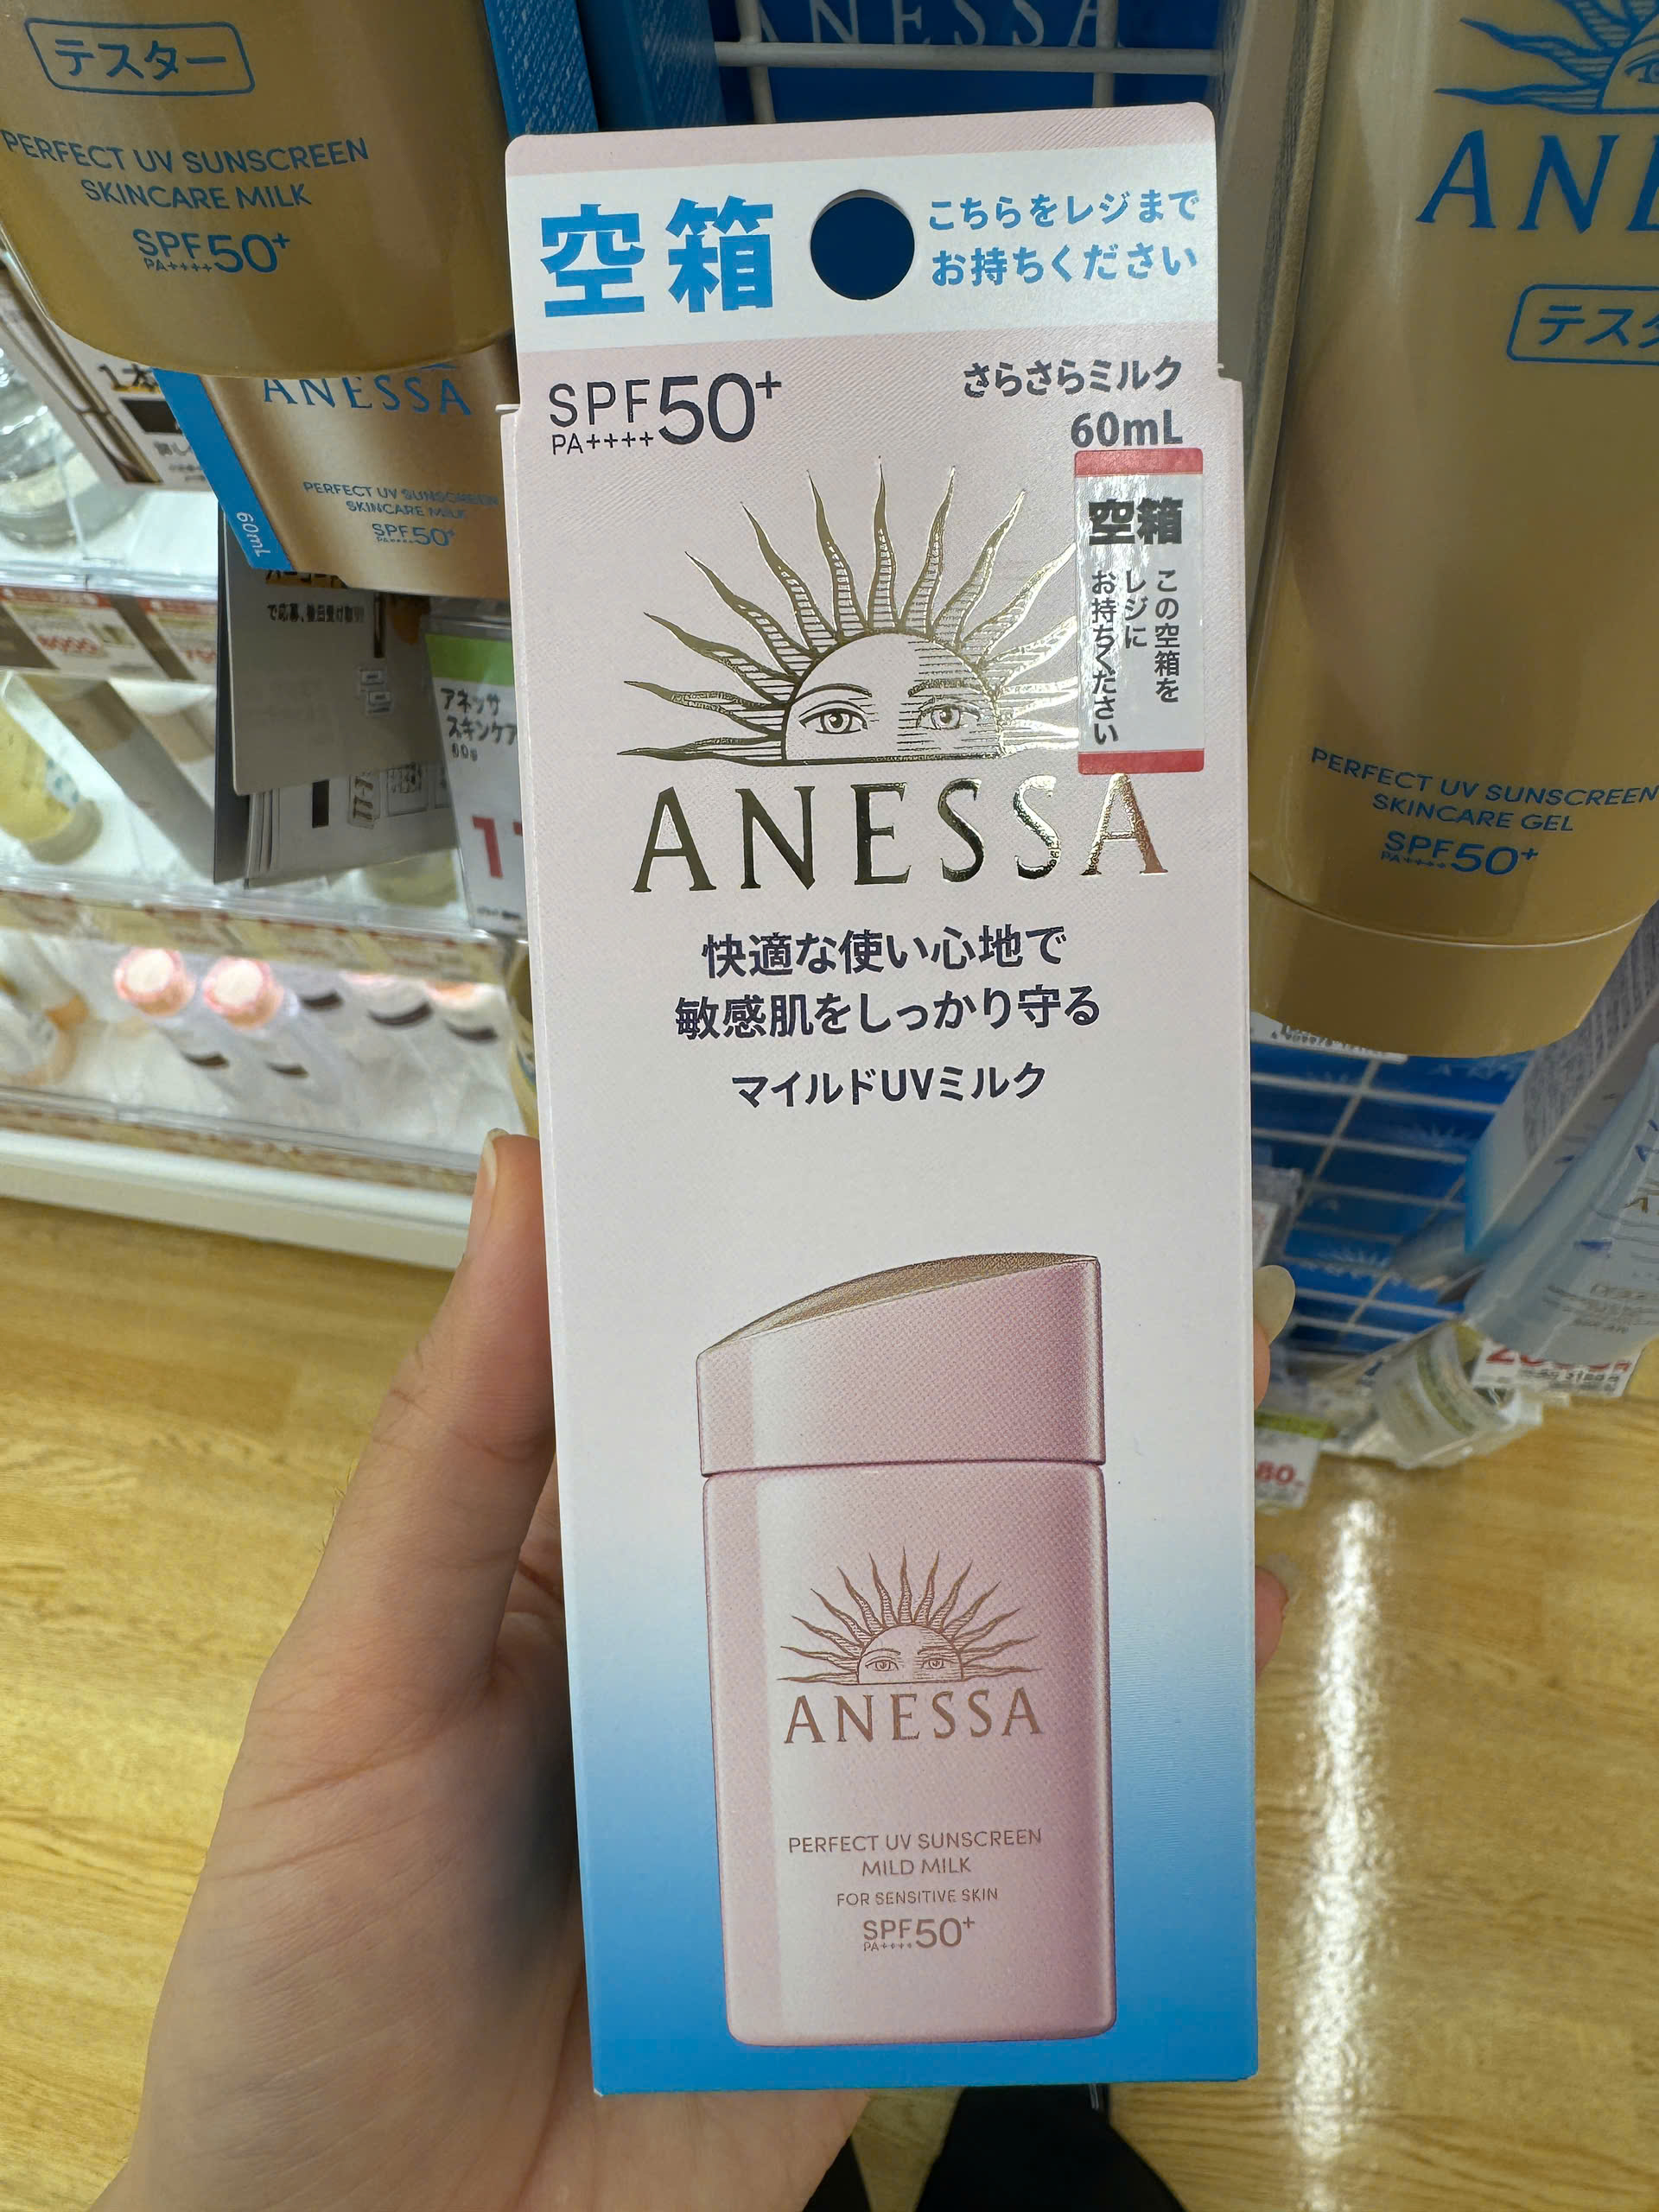 テスター
PERFECT UV SUNSCREEN
SKINCARE MILK
SPF50+
PA++++
ANESSA
PERFECT UV SUNSCREEN
SKINCARE MILK
SPF50+
60mL
アネッサ
スキンケア
60g
ANESSA
空箱
こちらをレジまで
お持ちください
SPF50+
PA++++
さらさらミルク
60mL
空箱
この空箱を
レジに
お持ちください
ANESSA
快適な使い心地で
敏感肌をしっかり守る
マイルドUVミルク
ANESSA
PERFECT UV SUNSCREEN
MILD MILK
FOR SENSITIVE SKIN
SPF50+
PA++++
ANE
テスタ
PERFECT UV SUNSCREEN
SKINCARE GEL
SPF50+
PA++++